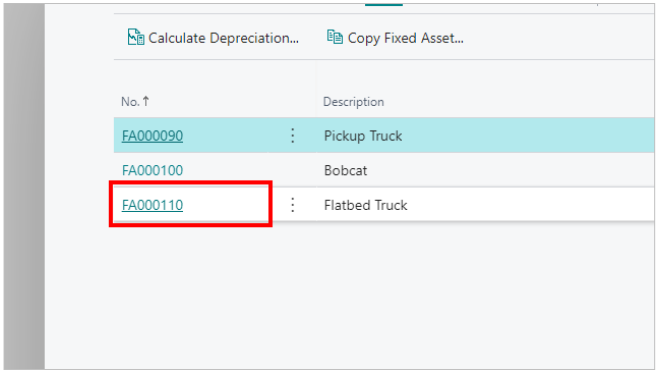 Calculate Depreciation... Copy Fixed Asset...
No. ↑ Description
FA000090 Pickup Truck
FA000100 Bobcat
FA000110 Flatbed Truck